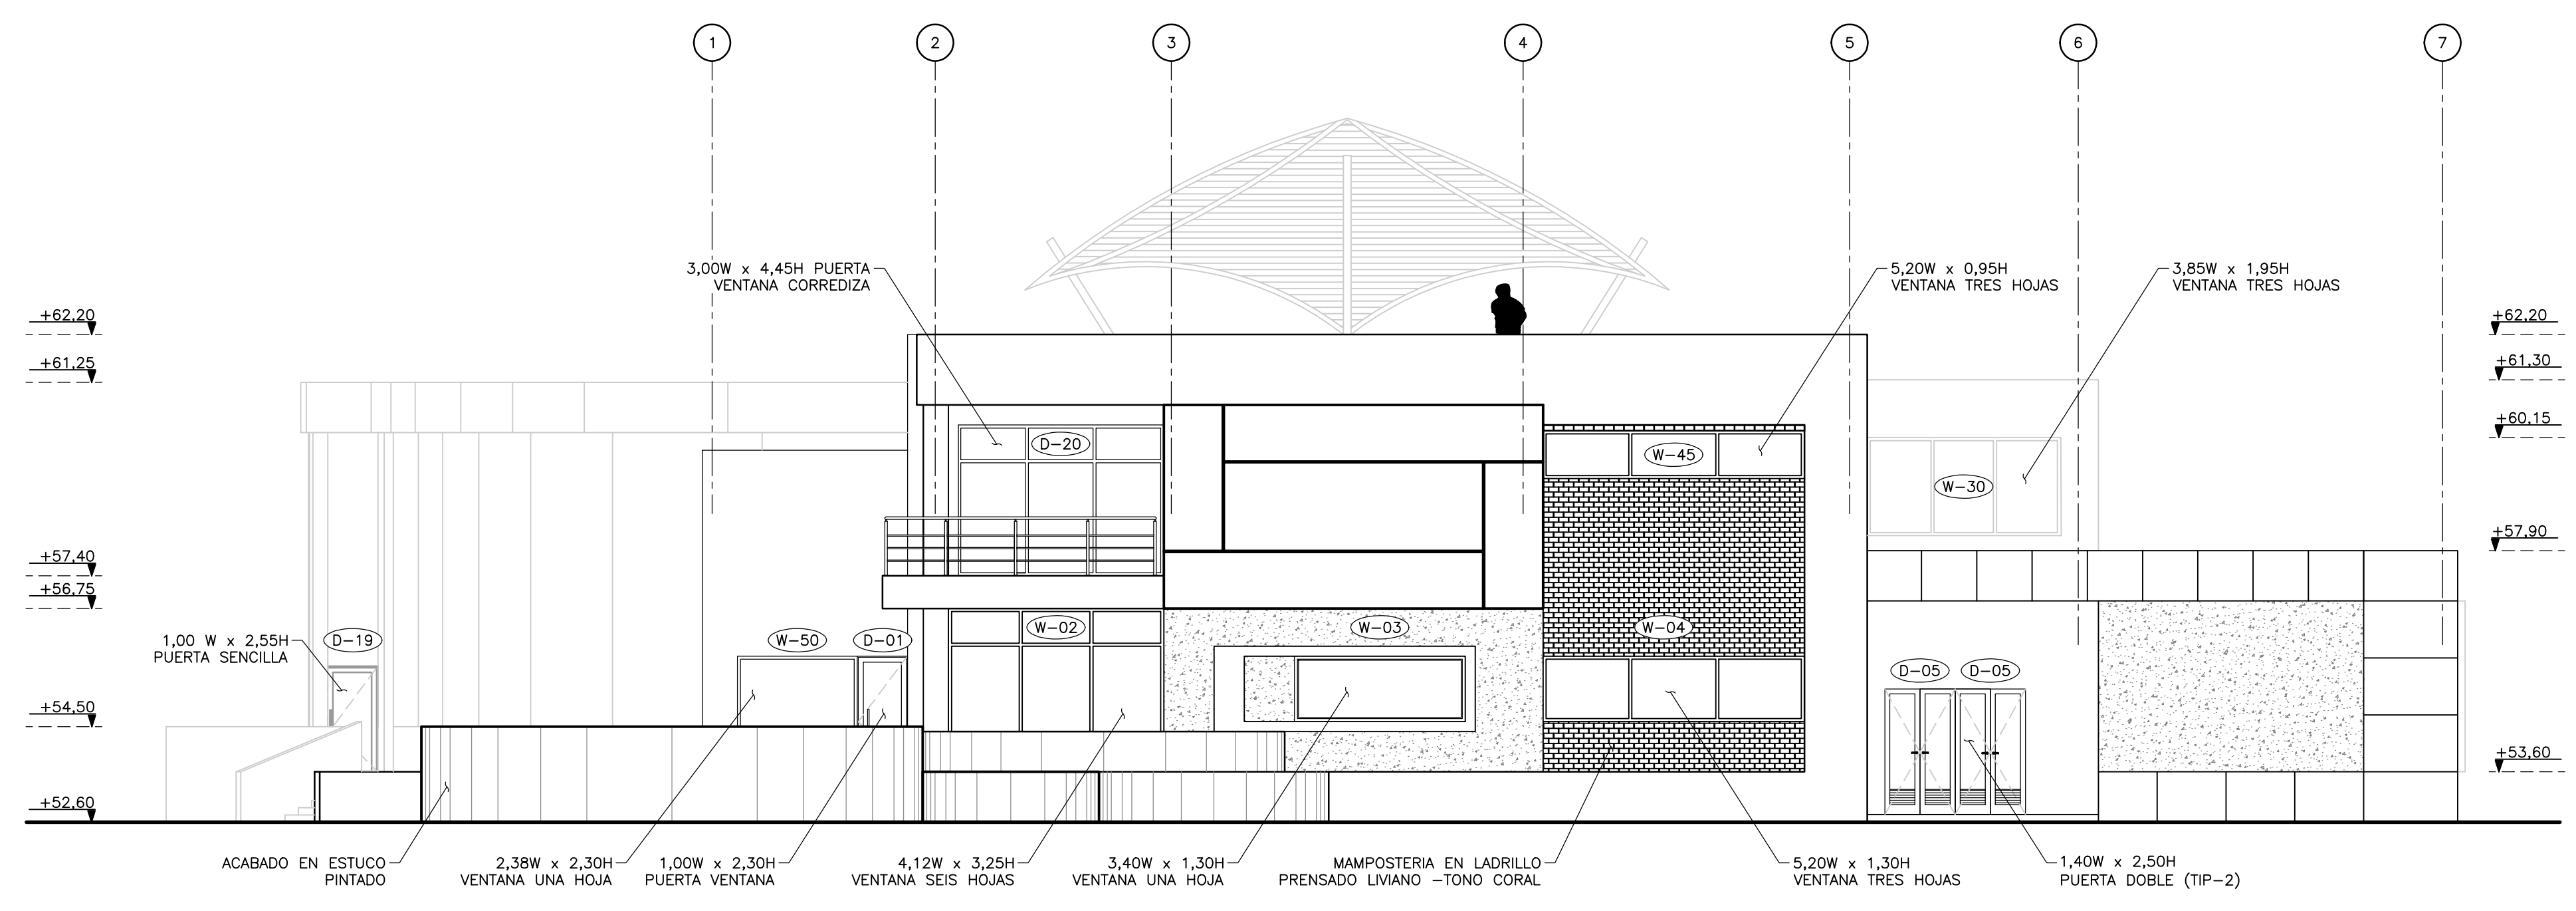 1
2
3
4
5
6
7
3,00W x 4,45H PUERTA
VENTANA CORREDIZA
5,20W x 0,95H
VENTANA TRES HOJAS
3,85W x 1,95H
VENTANA TRES HOJAS
+62,20
+61,25
+57,40
+56,75
+54,50
+52,60
+62,20
+61,30
+60,15
+57,90
+53,60
D-20
W-45
W-30
1,00 W x 2,55H
PUERTA SENCILLA
D-19
W-50
D-01
W-02
W-03
W-04
D-05
D-05
ACABADO EN ESTUCO
PINTADO
2,38W x 2,30H
VENTANA UNA HOJA
1,00W x 2,30H
PUERTA VENTANA
4,12W x 3,25H
VENTANA SEIS HOJAS
3,40W x 1,30H
VENTANA UNA HOJA
MAMPOSTERIA EN LADRILLO
PRENSADO LIVIANO -TONO CORAL
5,20W x 1,30H
VENTANA TRES HOJAS
1,40W x 2,50H
PUERTA DOBLE (TIP-2)